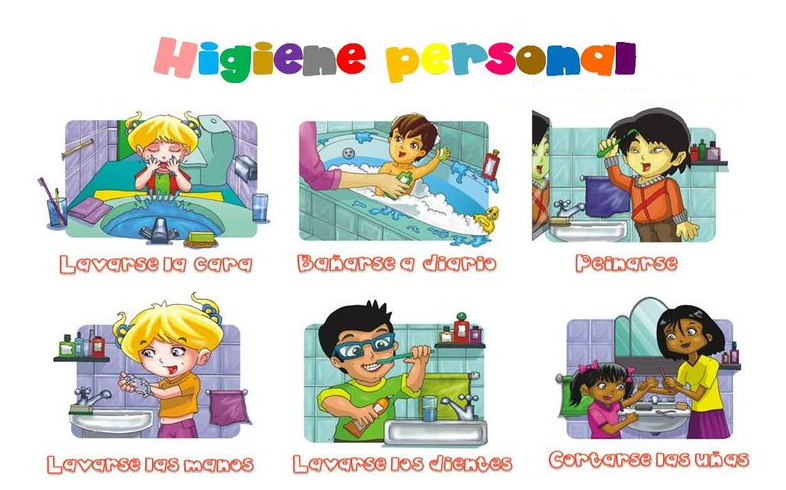 Higiene personal
Lavarse la cara
Bañarse a diario
Peinarse
Lavarse las manos
Lavarse los dientes
Cortarse las uñas